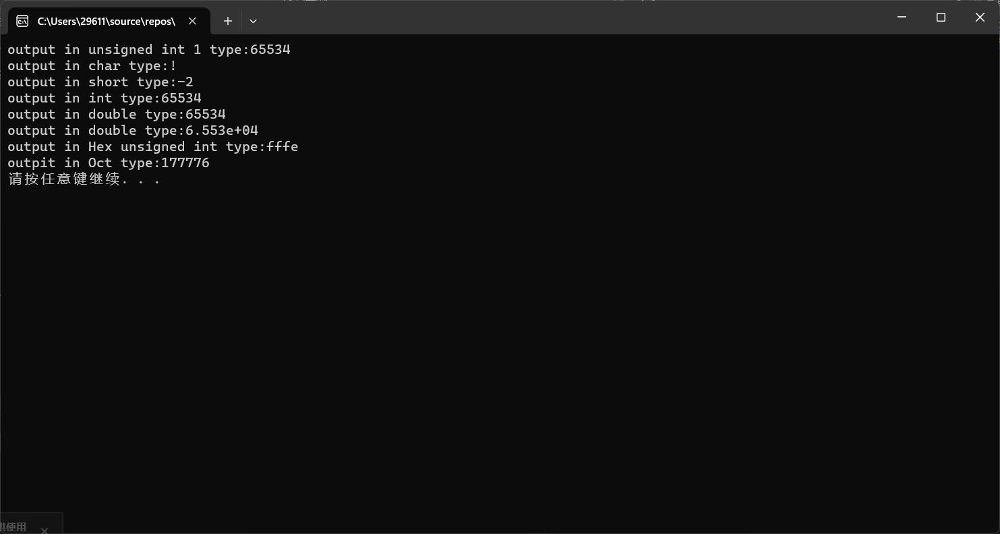 C:\Users\29611\source\repos\
output in unsigned int 1 type:65534
output in char type:!
output in short type:-2
output in int type:65534
output in double type:65534
output in double type:6.553e+04
output in Hex unsigned int type:fffe
outpit in Oct type:177776
请按任意键继续. . .
供使用